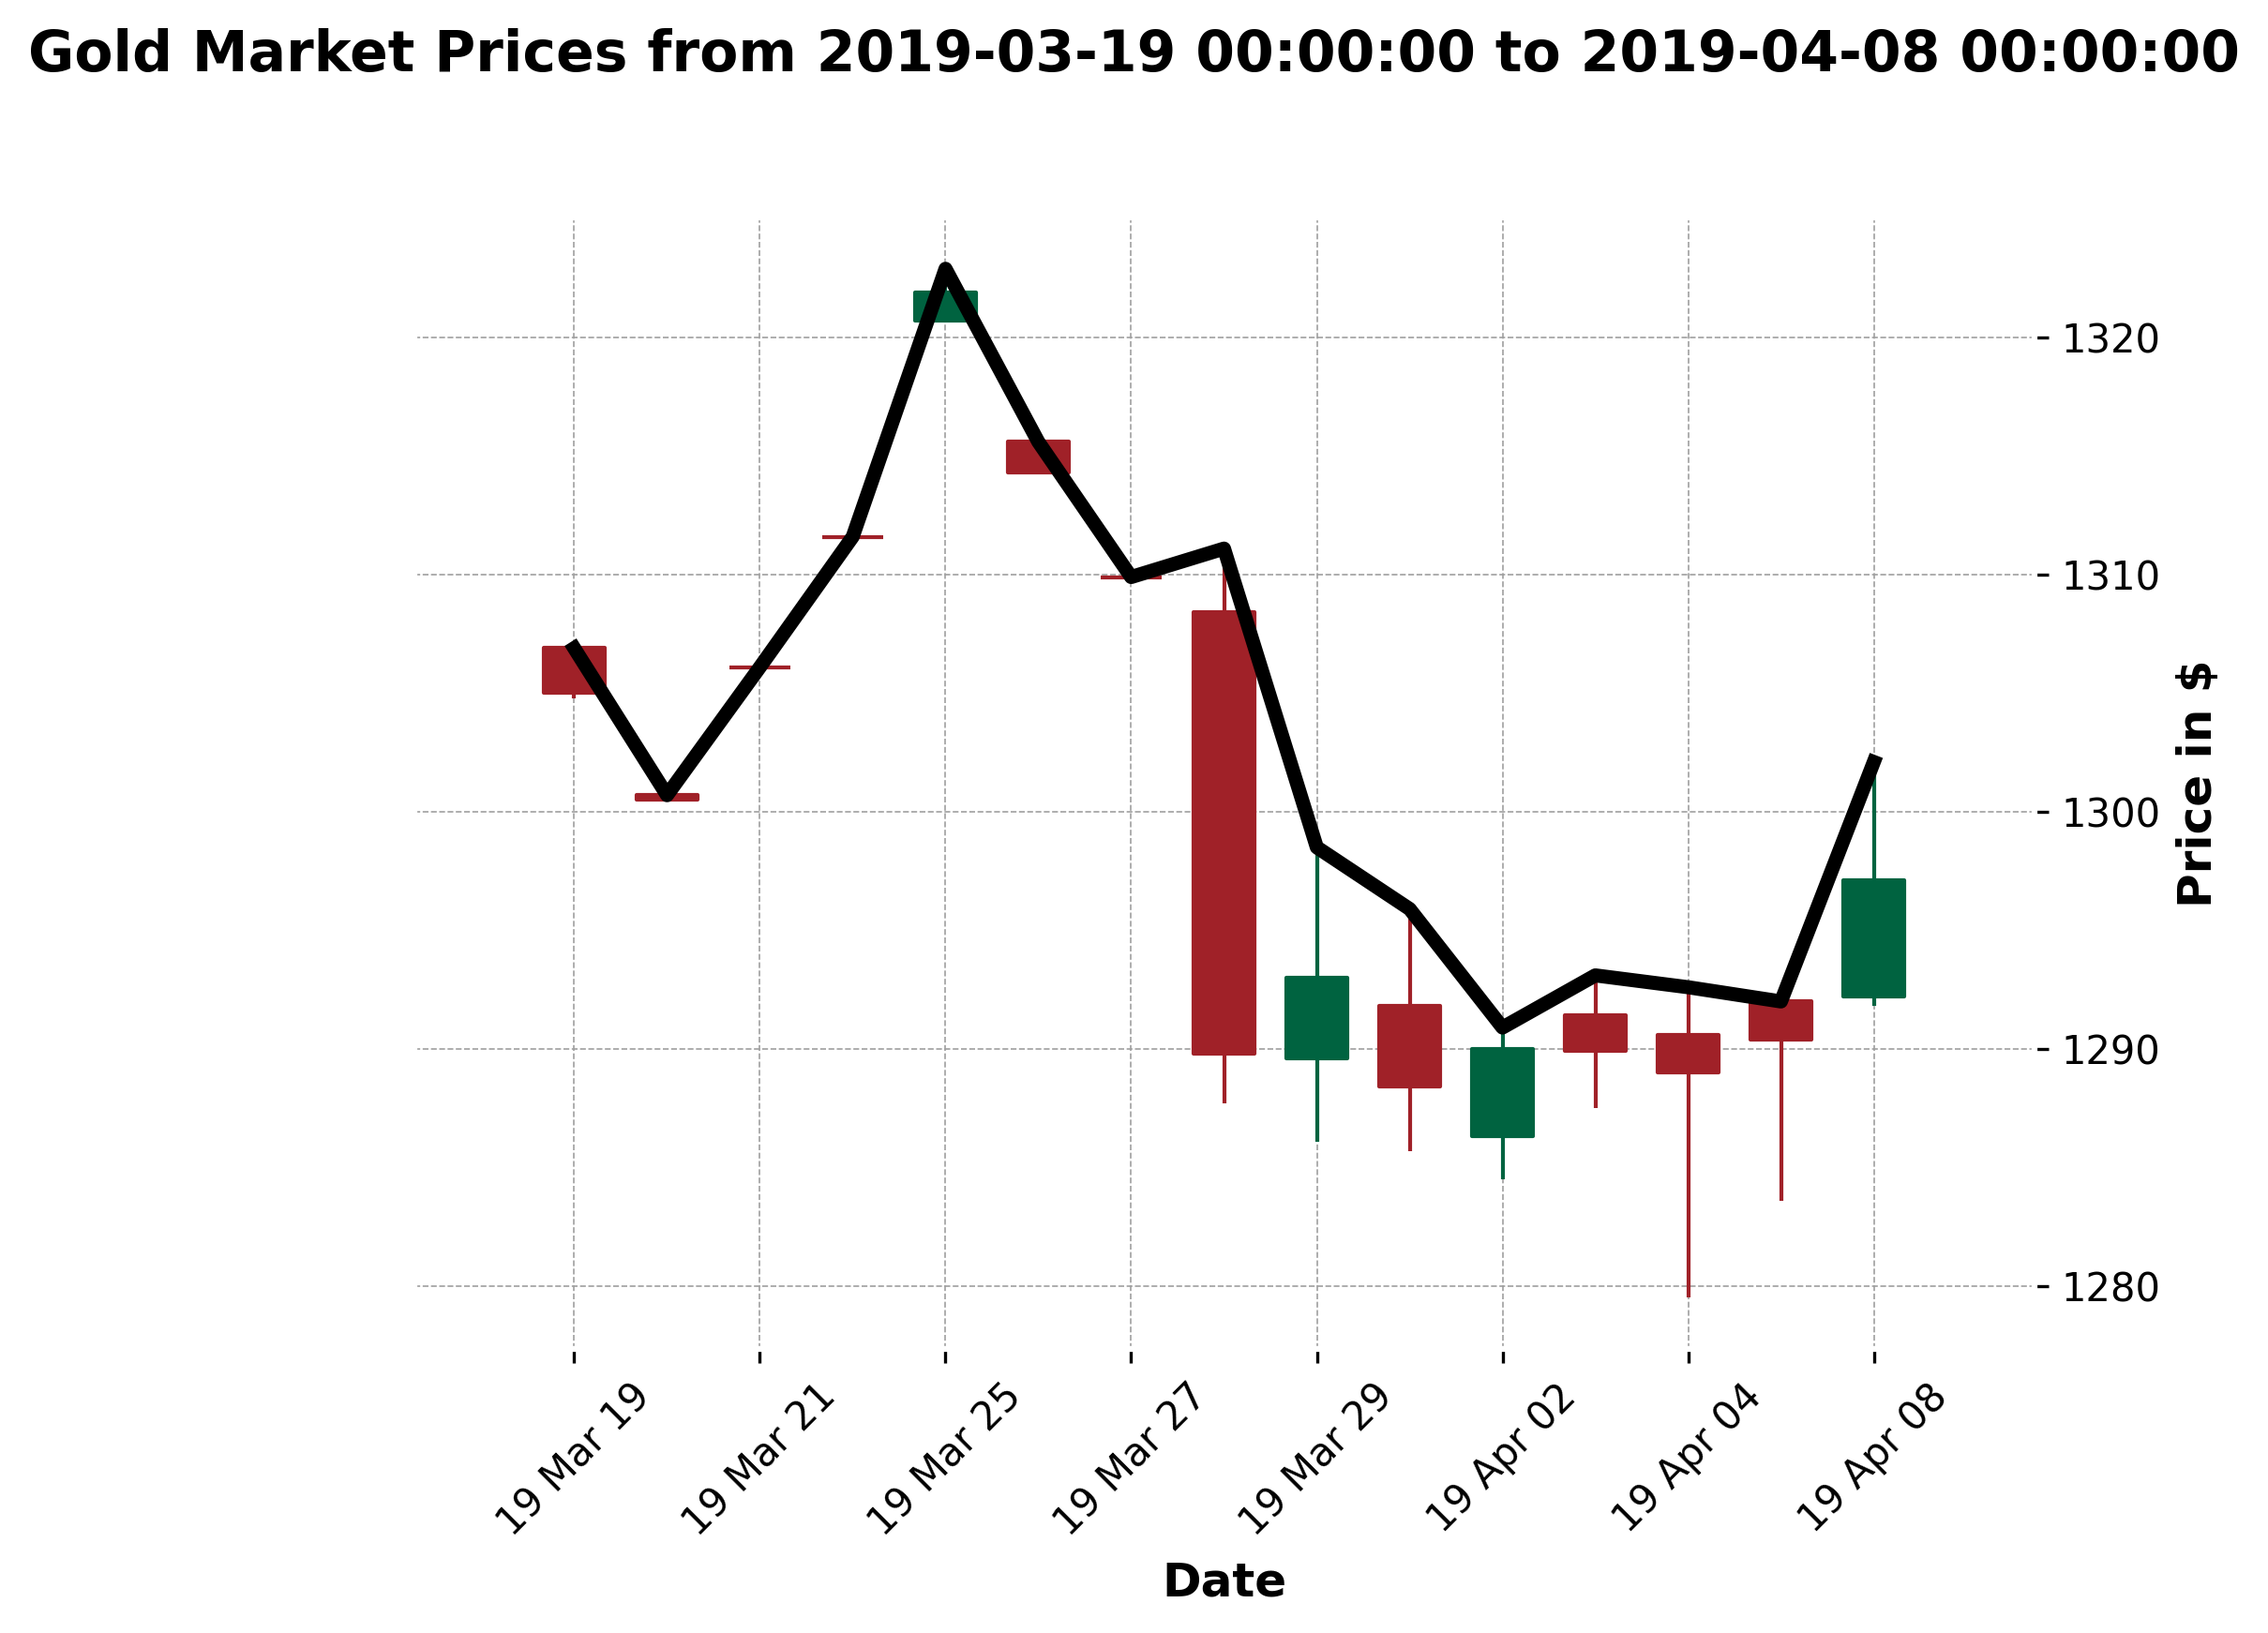 Gold Market Prices from 2019-03-19 00:00:00 to 2019-04-08 00:00:00
1320
1310
1300
1290
1280
Price in $
19 Mar 19
19 Mar 21
19 Mar 25
19 Mar 27
19 Mar 29
19 Apr 02
19 Apr 04
19 Apr 08
Date